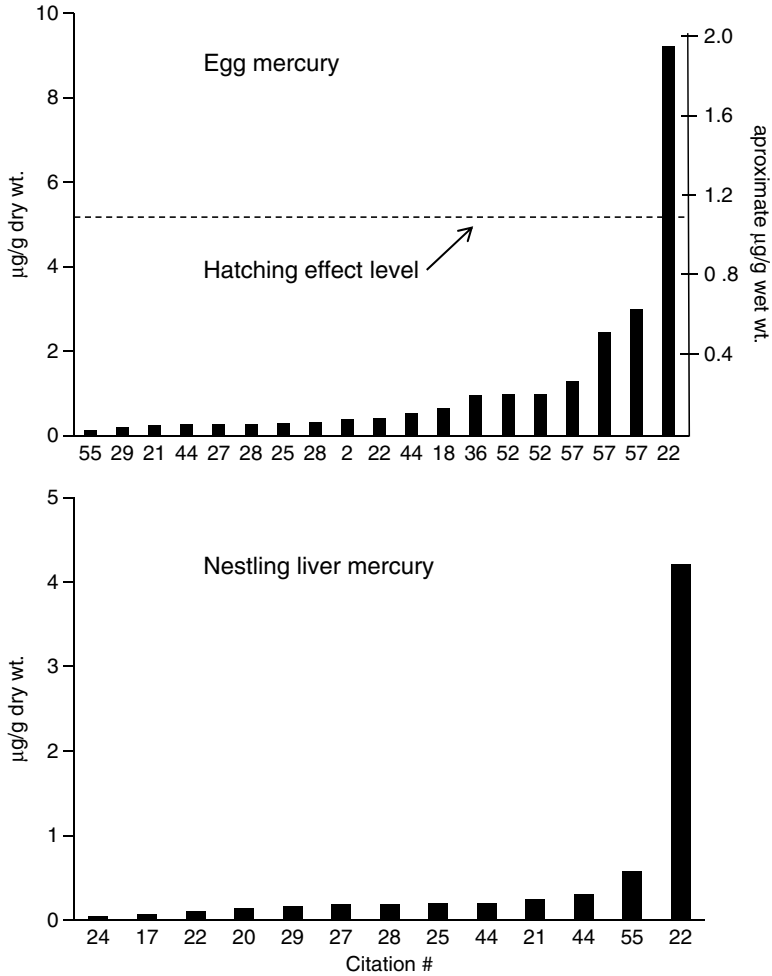 Egg mercury
10
8
6
4
2
0
µg/g dry wt.
2.0
1.6
1.2
0 .8
0.4
aproximate µg/g wet wt.
Hatching effect level
55 29 21 44 27 28 25 28 2 22 44 18 36 52 52 57 57 57 22
Nestling liver mercury
5
4
3
2
1
0
µg/g dry wt.
24 17 22 20 29 27 28 25 44 21 44 55 22
Citation #